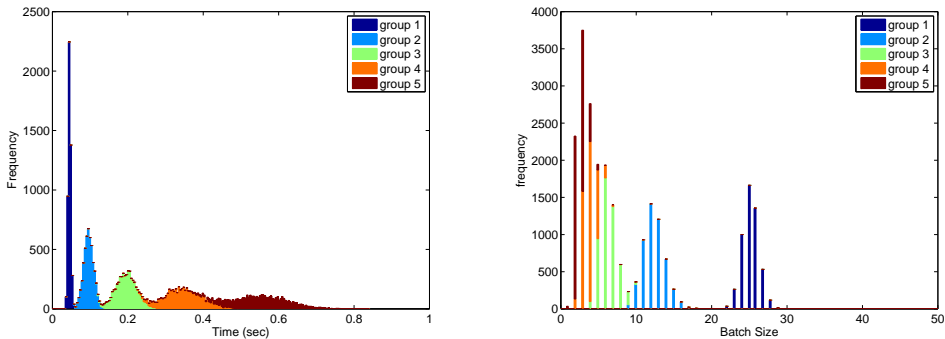 2500
2000
1500
1000
500
0
Frequency
0
0.2
0.4
0.6
0.8
1
Time (sec)
group 1
group 2
group 3
group 4
group 5
4000
3500
3000
2500
2000
1500
1000
500
0
frequency
0
10
20
30
40
50
Batch Size
group 1
group 2
group 3
group 4
group 5